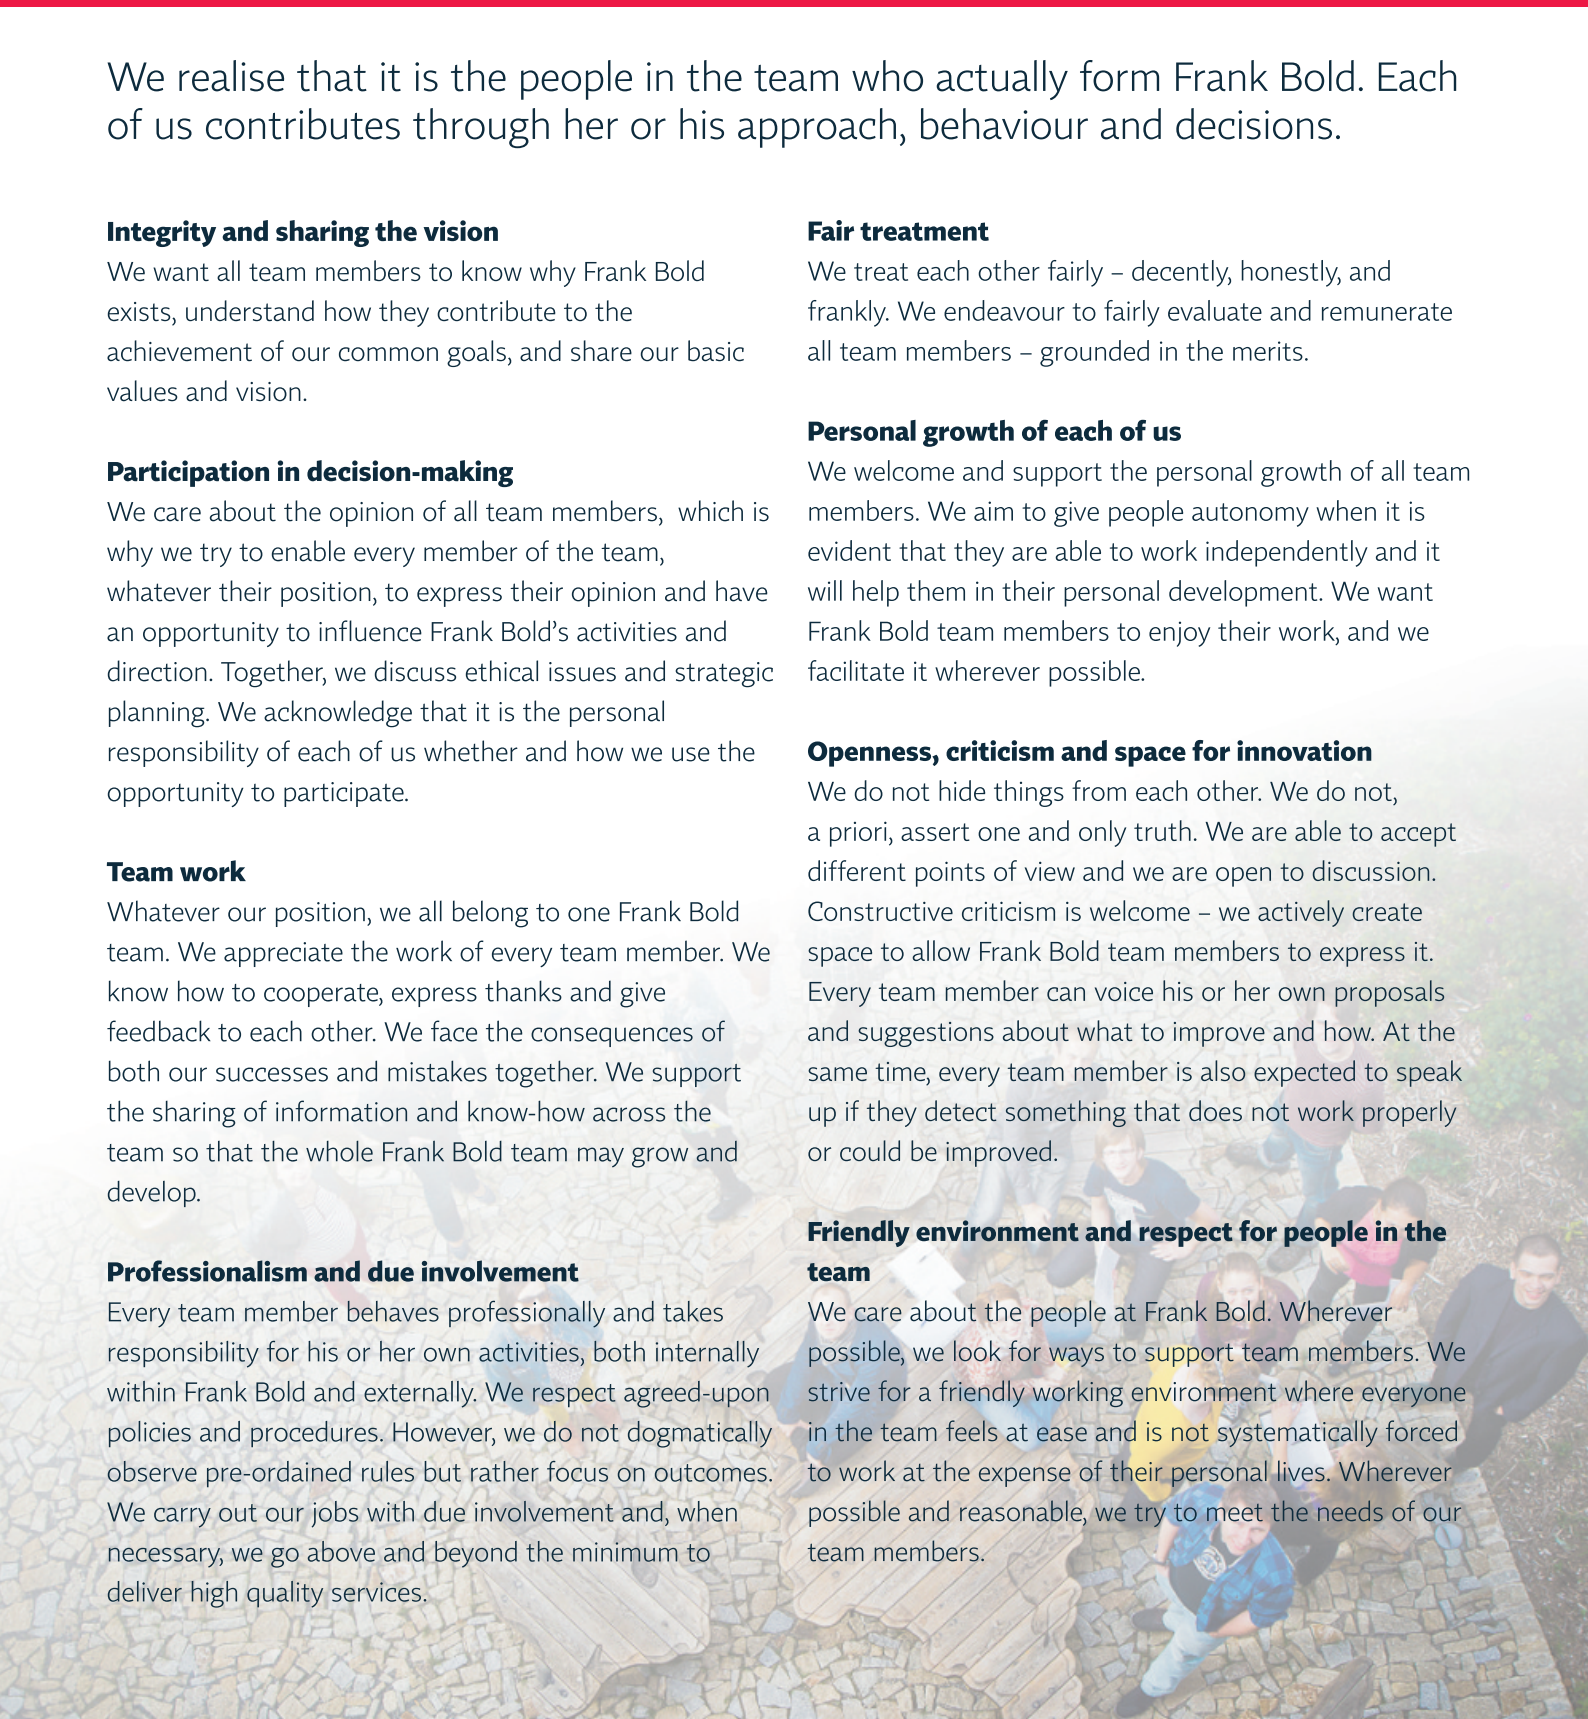 We realise that it is the people in the team who actually form Frank Bold. Each
of us contributes through her or his approach, behaviour and decisions.
Integrity and sharing the vision
We want all team members to know why Frank Bold
exists, understand how they contribute to the
achievement of our common goals, and share our basic
values and vision.
Participation in decision-making
We care about the opinion of all team members,  which is
why we try to enable every member of the team,
whatever their position, to express their opinion and have
an opportunity to influence Frank Bold’s activities and
direction. Together, we discuss ethical issues and strategic
planning. We acknowledge that it is the personal
responsibility of each of us whether and how we use the
opportunity to participate.
Team work
Whatever our position, we all belong to one Frank Bold
team. We appreciate the work of every team member. We
know how to cooperate, express thanks and give
feedback to each other. We face the consequences of
both our successes and mistakes together. We support
the sharing of information and know-how across the
team so that the whole Frank Bold team may grow and
develop.
Professionalism and due involvement
Every team member behaves professionally and takes
responsibility for his or her own activities, both internally
within Frank Bold and externally. We respect agreed-upon
policies and procedures. However, we do not dogmatically
observe pre-ordained rules but rather focus on outcomes.
We carry out our jobs with due involvement and, when
necessary, we go above and beyond the minimum to
deliver high quality services.
Fair treatment
We treat each other fairly – decently, honestly, and
frankly. We endeavour to fairly evaluate and remunerate
all team members – grounded in the merits.
Personal growth of each of us
We welcome and support the personal growth of all team
members. We aim to give people autonomy when it is
evident that they are able to work independently and it
will help them in their personal development. We want
Frank Bold team members to enjoy their work, and we
facilitate it wherever possible.
Openness, criticism and space for innovation
We do not hide things from each other. We do not,
a priori, assert one and only truth. We are able to accept
different points of view and we are open to discussion.
Constructive criticism is welcome – we actively create
space to allow Frank Bold team members to express it.
Every team member can voice his or her own proposals
and suggestions about what to improve and how. At the
same time, every team member is also expected to speak
up if they detect something that does not work properly
or could be improved.
Friendly environment and respect for people in the
team
We care about the people at Frank Bold. Wherever
possible, we look for ways to support team members. We
strive for a friendly working environment where everyone
in the team feels at ease and is not systematically forced
to work at the expense of their personal lives. Wherever
possible and reasonable, we try to meet the needs of our
team members.